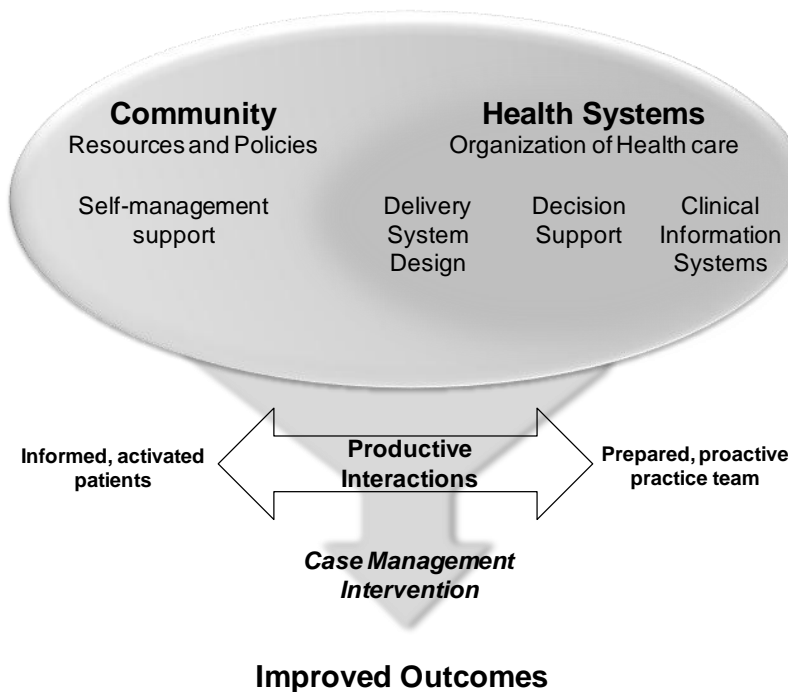 Community
Resources and Policies
Self-management
support
Health Systems
Organization of Health care
Delivery
System
Design
Decision
Support
Clinical
Information
Systems
Informed, activated
patients
Productive
Interactions
Prepared, proactive
practice team
Case Management
Intervention
Improved Outcomes